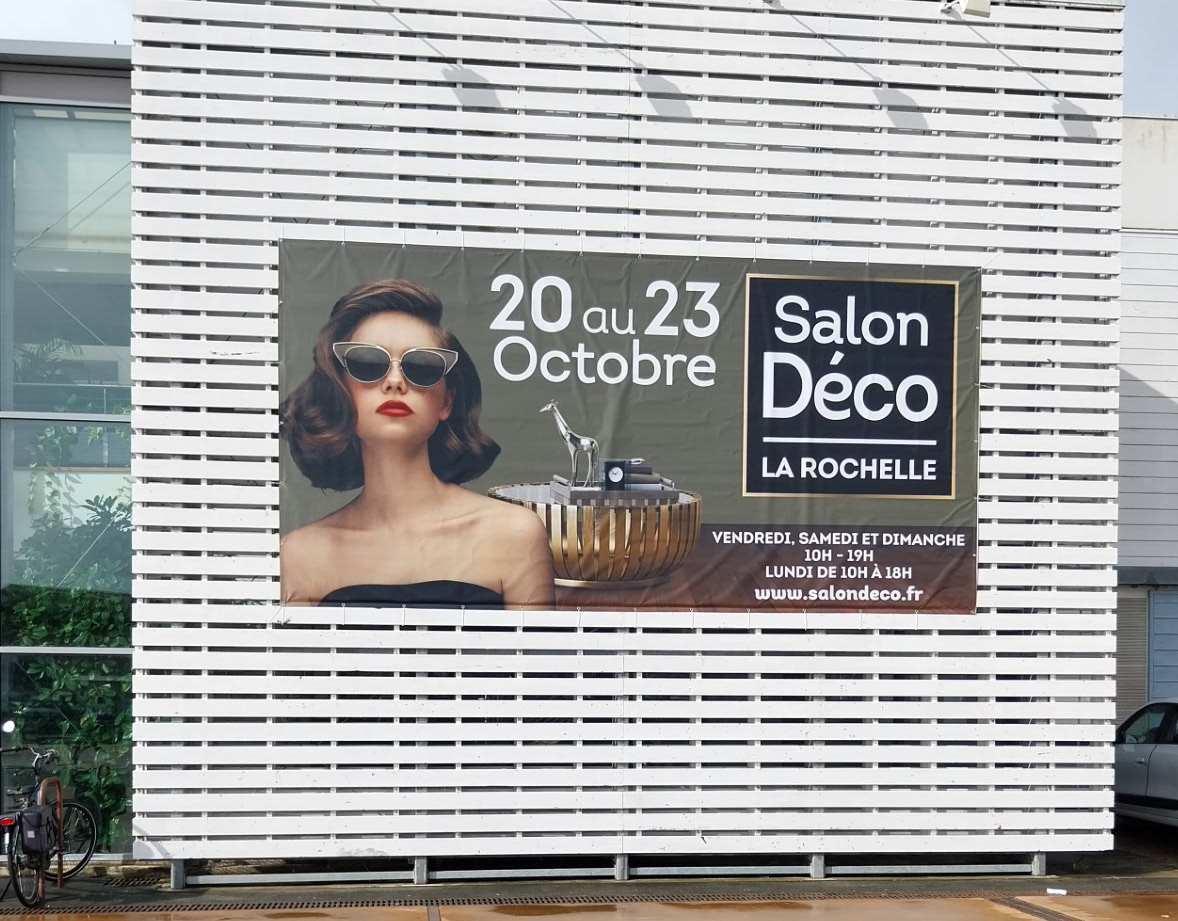 20 au 23
Octobre
Salon
Déco
LA ROCHELLE
VENDREDI, SAMEDI ET DIMANCHE
10H - 19H
LUNDI DE 10H À 18H
www.salondeco.fr